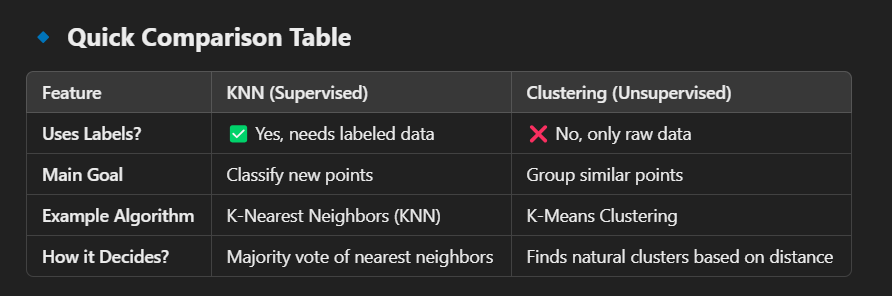 🔹 Quick Comparison Table
Feature KNN (Supervised) Clustering (Unsupervised)
Uses Labels? ✅ Yes, needs labeled data ❌ No, only raw data
Main Goal Classify new points Group similar points
Example Algorithm K-Nearest Neighbors (KNN) K-Means Clustering
How it Decides? Majority vote of nearest neighbors Finds natural clusters based on distance